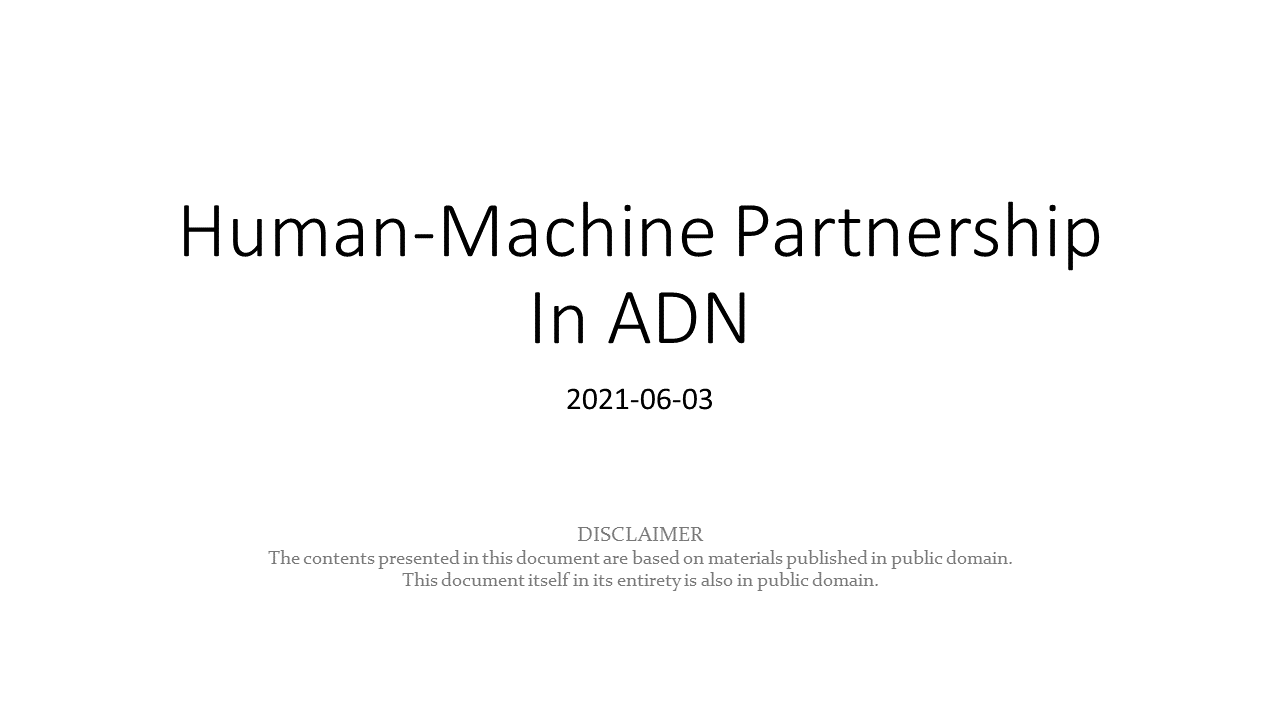 Human-Machine Partnership
In ADN
2021-06-03
DISCLAIMER
The contents presented in this document are based on materials published in public domain.
This document itself in its entirety is also in public domain.